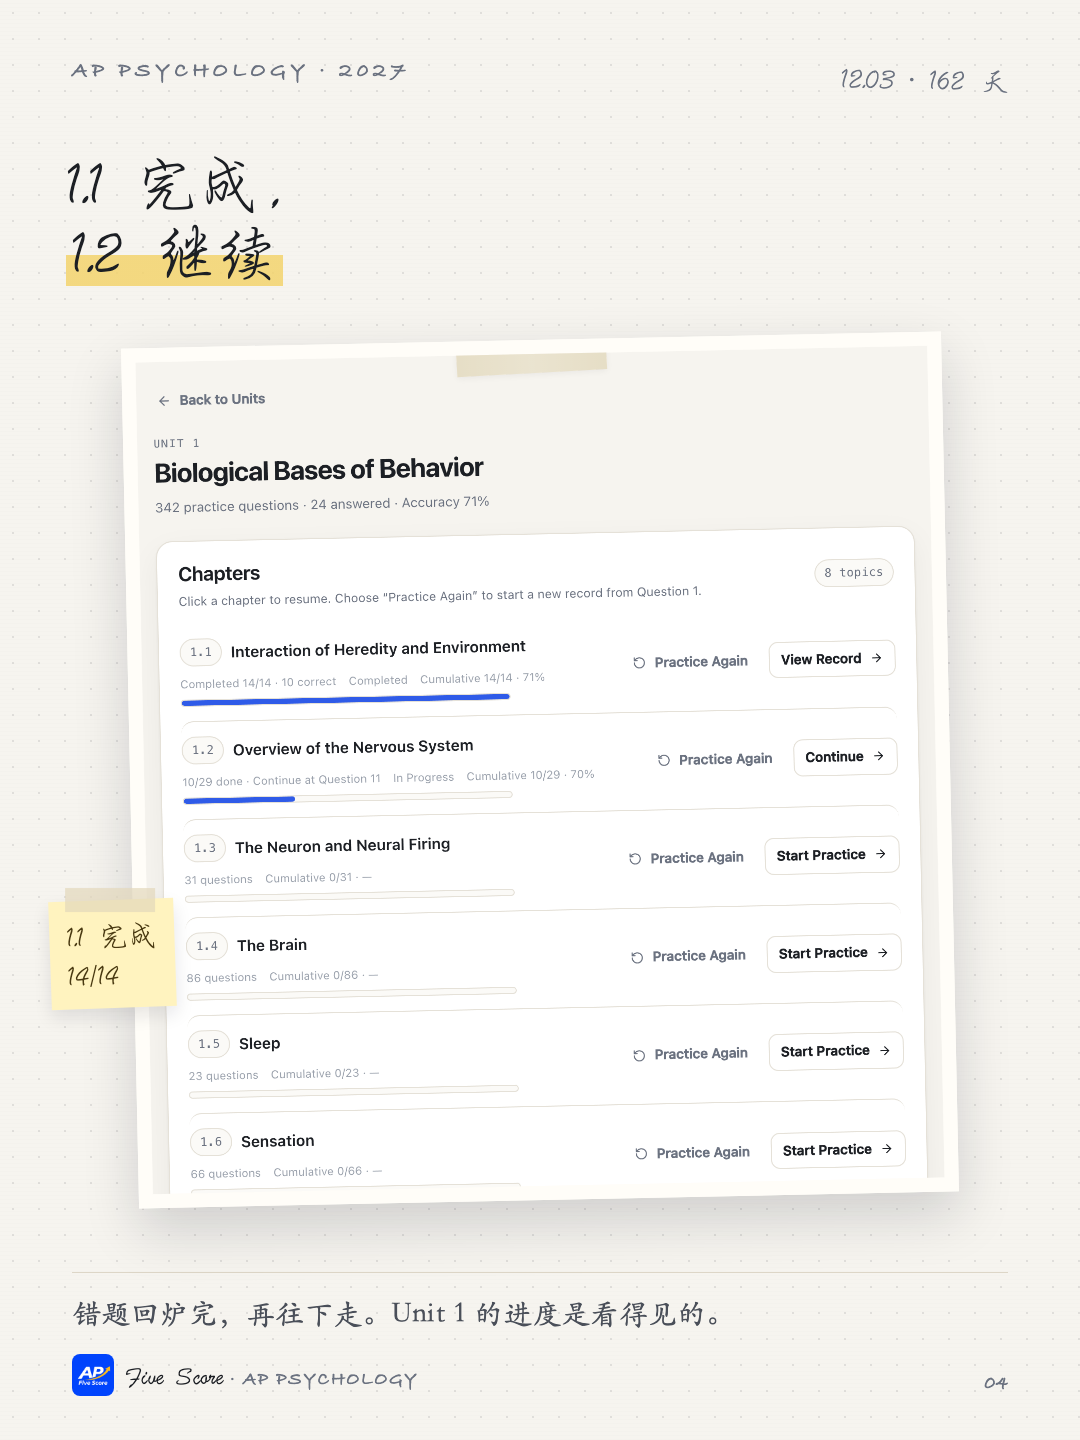 AP PSYCHOLOGY · 2027
12.03 · 162 天
1.1 完成，
1.2 继续
← Back to Units
UNIT 1
Biological Bases of Behavior
342 practice questions · 24 answered · Accuracy 71%
Chapters
8 topics
Click a chapter to resume. Choose “Practice Again” to start a new record from Question 1.
1.1 Interaction of Heredity and Environment
Practice Again
View Record →
Completed 14/14 · 10 correct Completed Cumulative 14/14 · 71%
1.2 Overview of the Nervous System
Practice Again
Continue →
10/29 done · Continue at Question 11 In Progress Cumulative 10/29 · 70%
1.3 The Neuron and Neural Firing
Practice Again
Start Practice →
31 questions Cumulative 0/31 · —
1.4 The Brain
Practice Again
Start Practice →
86 questions Cumulative 0/86 · —
1.5 Sleep
Practice Again
Start Practice →
23 questions Cumulative 0/23 · —
1.6 Sensation
Practice Again
Start Practice →
66 questions Cumulative 0/66 · —
1.1 完成
14/14
错题回炉完，再往下走。Unit 1 的进度是看得见的。
AP
Five Score
Five Score · AP PSYCHOLOGY
04